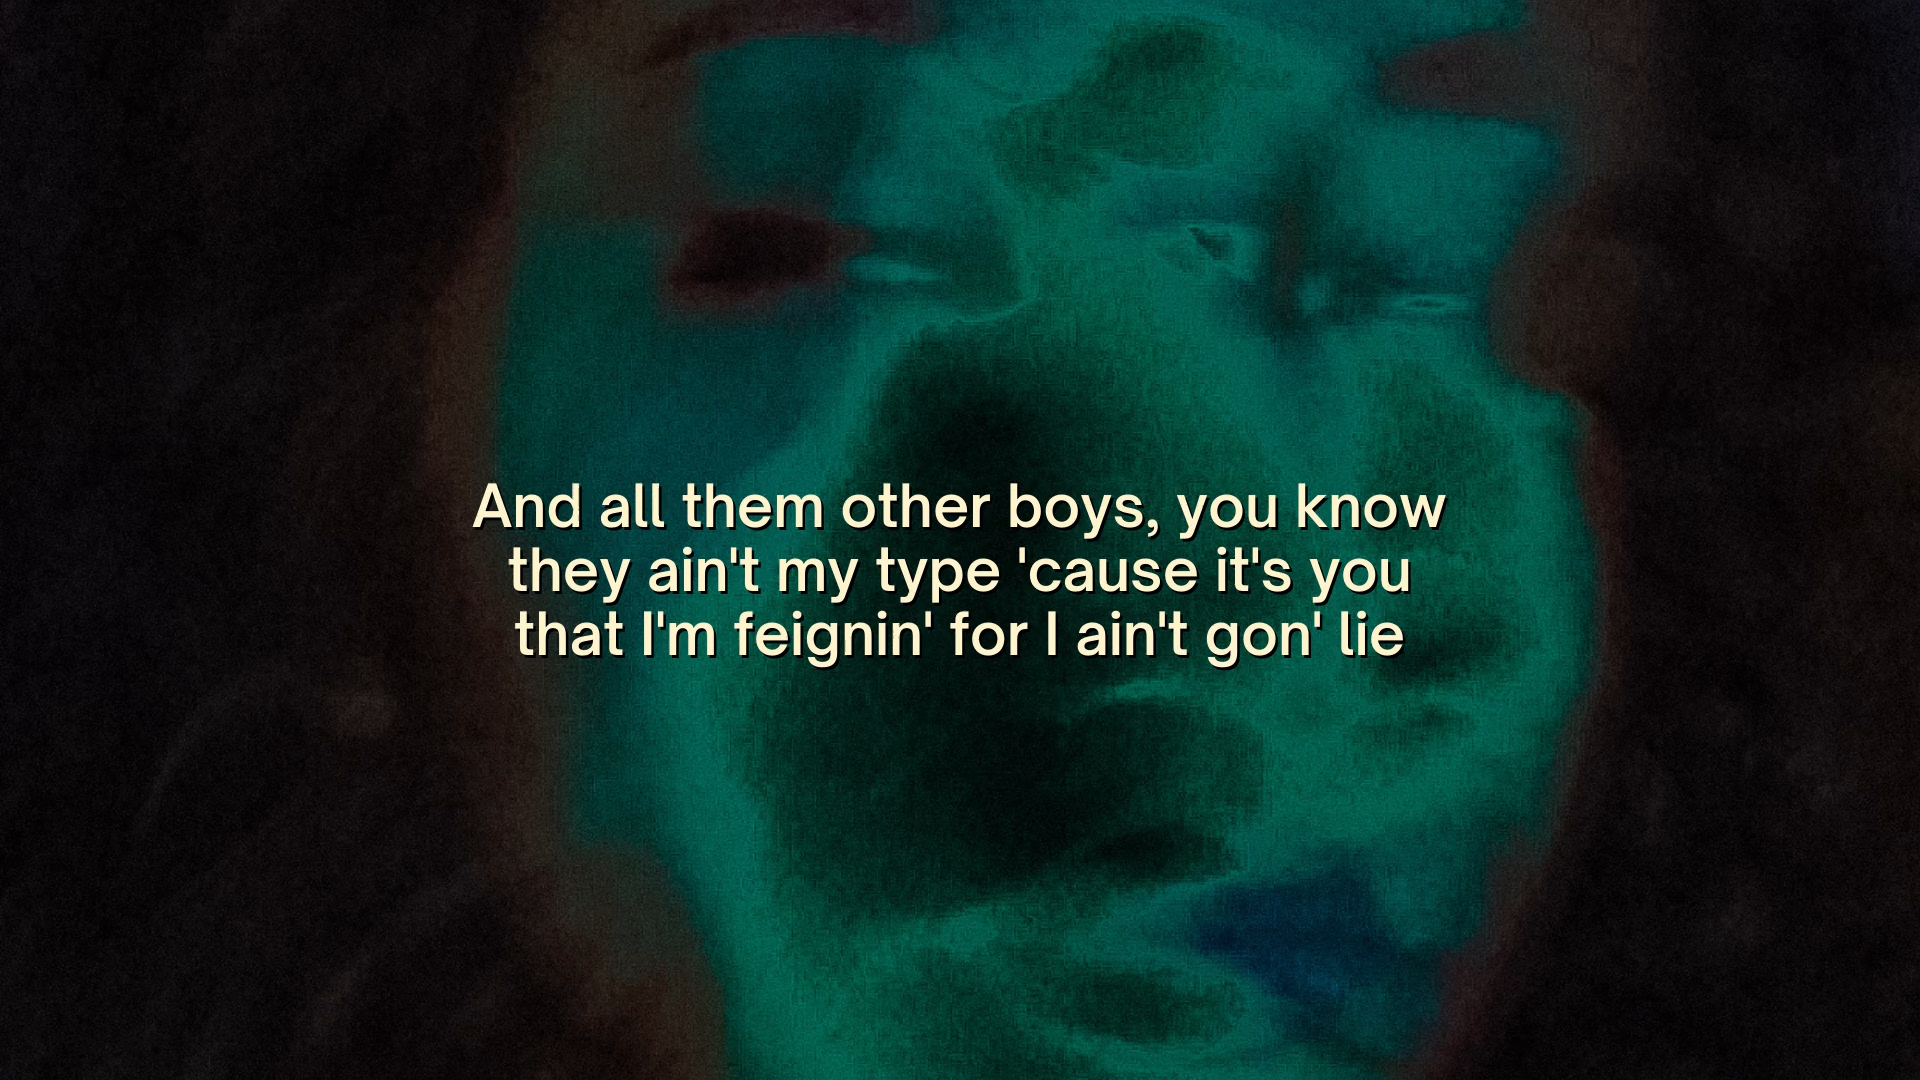 And all them other boys, you know
they ain't my type 'cause it's you
that I'm feignin' for I ain't gon' lie